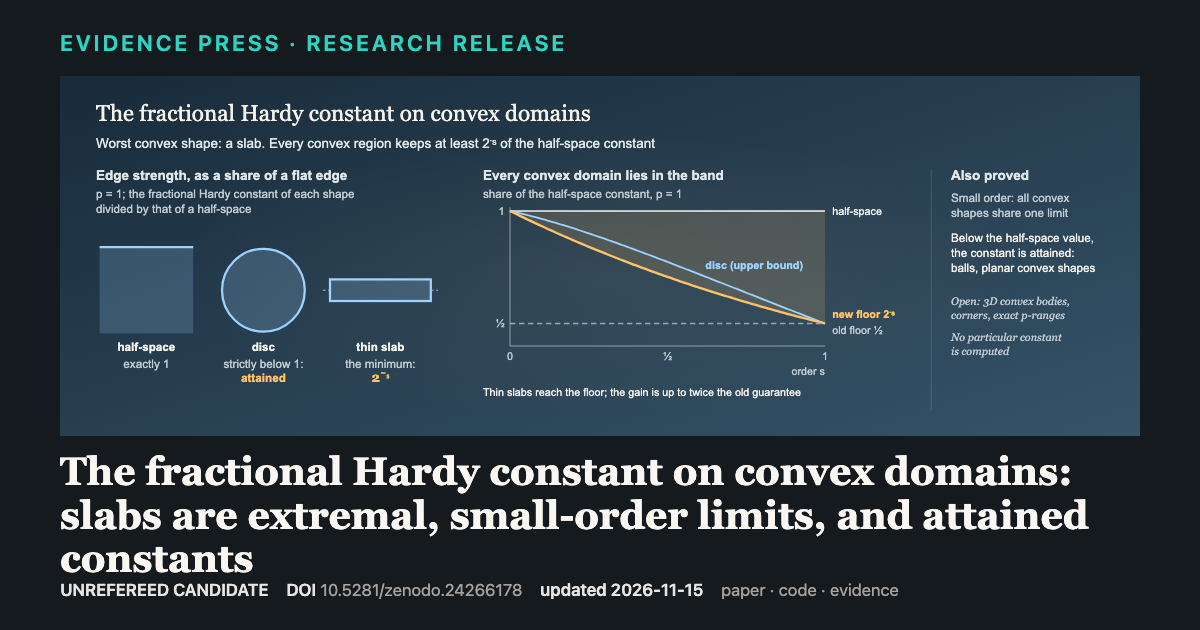 EVIDENCE PRESS · RESEARCH RELEASE
The fractional Hardy constant on convex domains
Worst convex shape: a slab. Every convex region keeps at least 2⁻ˢ of the half-space constant
Edge strength, as a share of a flat edge
p = 1; the fractional Hardy constant of each shape
divided by that of a half-space
half-space
exactly 1
disc
strictly below 1:
attained
thin slab
the minimum:
2⁻ˢ
Every convex domain lies in the band
share of the half-space constant, p = 1
1
half-space
disc (upper bound)
½
new floor 2⁻ˢ
old floor ½
0
½
1
order s
Thin slabs reach the floor; the gain is up to twice the old guarantee
Also proved
Small order: all convex
shapes share one limit
Below the half-space value,
the constant is attained:
balls, planar convex shapes
Open: 3D convex bodies,
corners, exact p-ranges
No particular constant
is computed
The fractional Hardy constant on convex domains:
slabs are extremal, small-order limits, and attained
constants
UNREFEREED CANDIDATE DOI 10.5281/zenodo.24266178 updated 2026-11-15 paper · code · evidence